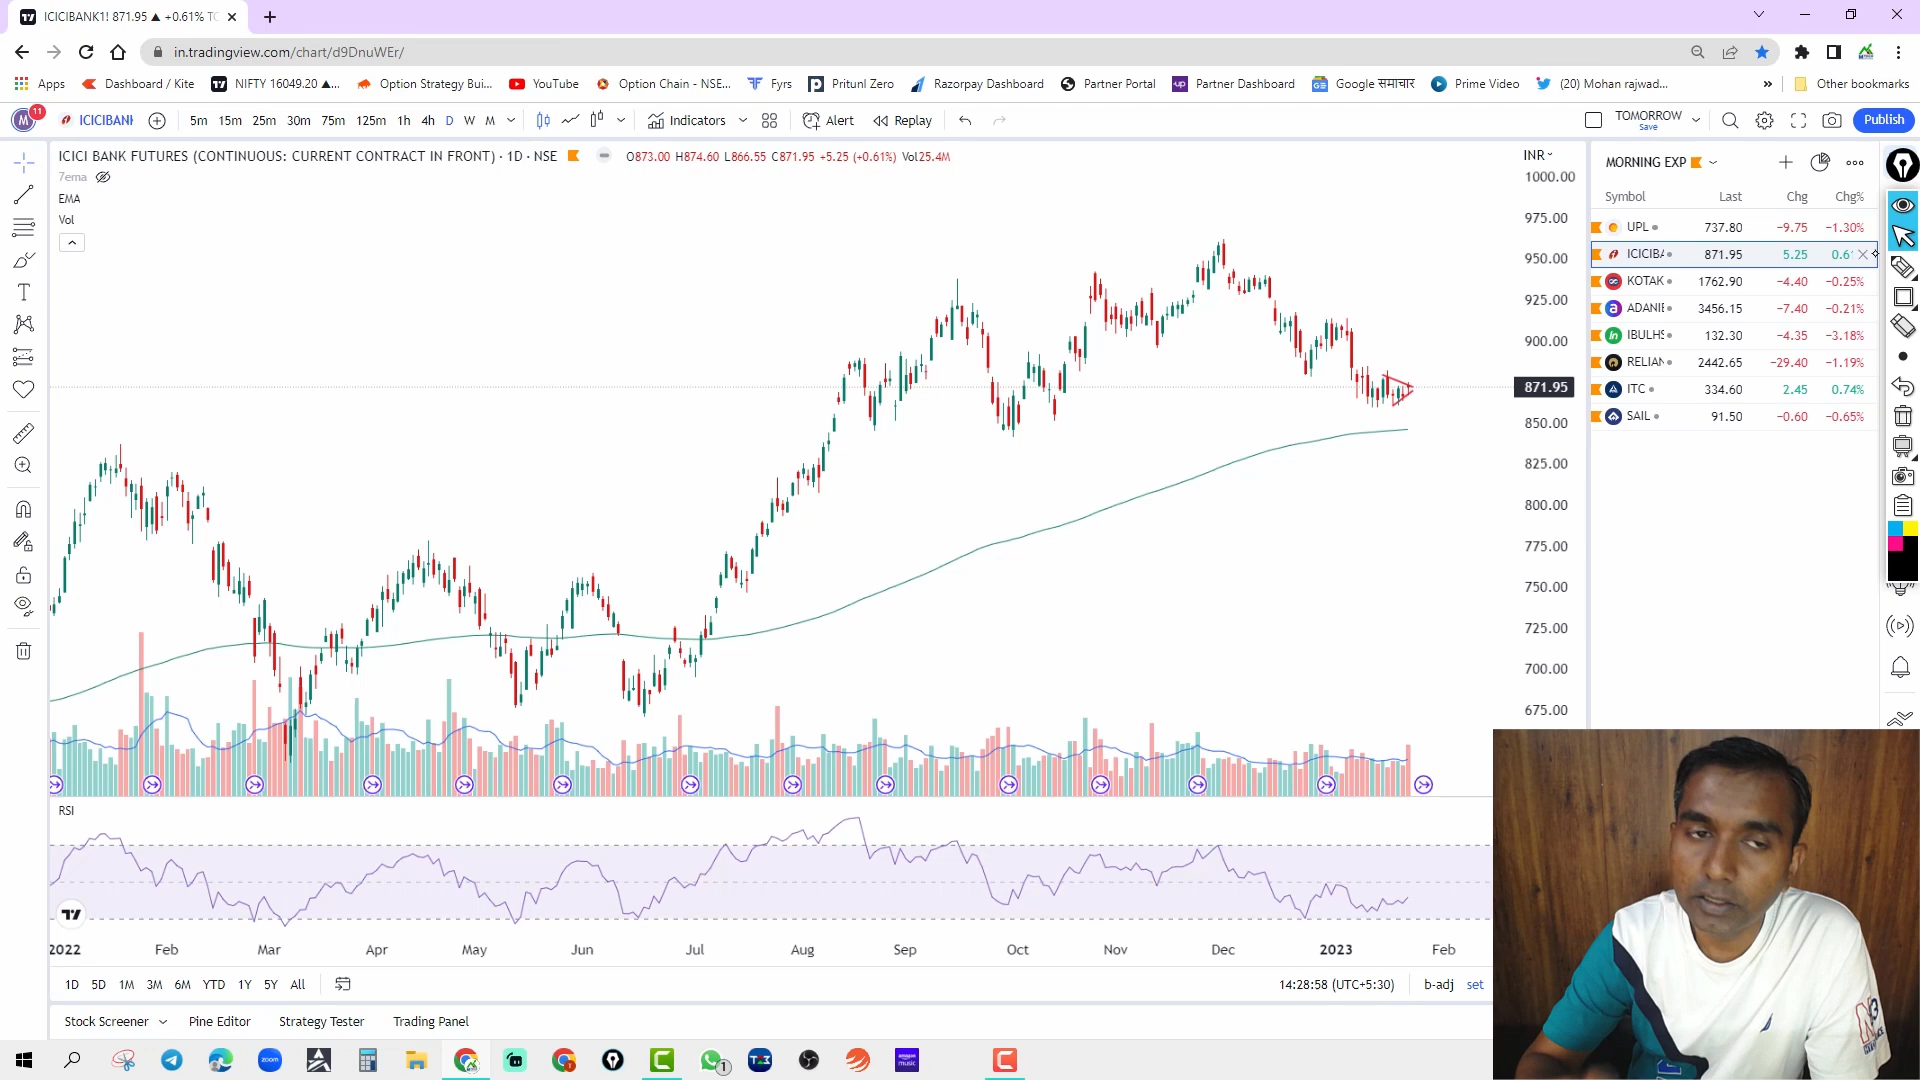 ICICIBANK1! 871.95 ▲ +0.61% TO
in.tradingview.com/chart/d9DnuWEr/
Apps Dashboard / Kite NIFTY 16049.20 ▲... Option Strategy Bui... YouTube Option Chain - NSE... Fyrs Pritunl Zero Razorpay Dashboard Partner Portal Partner Dashboard Google समाचार Prime Video (20) Mohan rajwad... » Other bookmarks
M 11 ICICIBANK 5m 15m 25m 30m 75m 125m 1h 4h D W M Indicators Alert Replay TOMORROW Save Publish
ICICI BANK FUTURES (CONTINUOUS: CURRENT CONTRACT IN FRONT) · 1D · NSE O873.00 H874.60 L866.55 C871.95 +5.25 (+0.61%) Vol25.4M
7ema
EMA
Vol
INR
1000.00
975.00
950.00
925.00
900.00
871.95
850.00
825.00
800.00
775.00
750.00
725.00
700.00
675.00
MORNING EXP
Symbol Last Chg Chg%
UPL 737.80 −9.75 −1.30%
ICICIBA 871.95 5.25 0.61
KOTAK 1762.90 −4.40 −0.25%
ADANIE 3456.15 −7.40 −0.21%
IBULHS 132.30 −4.35 −3.18%
RELIAN 2442.65 −29.40 −1.19%
ITC 334.60 2.45 0.74%
SAIL 91.50 −0.60 −0.65%
RSI
2022 Feb Mar Apr May Jun Jul Aug Sep Oct Nov Dec 2023 Feb
1D 5D 1M 3M 6M YTD 1Y 5Y All 14:28:58 (UTC+5:30) b-adj set
Stock Screener Pine Editor Strategy Tester Trading Panel
zoom
1
amazon music